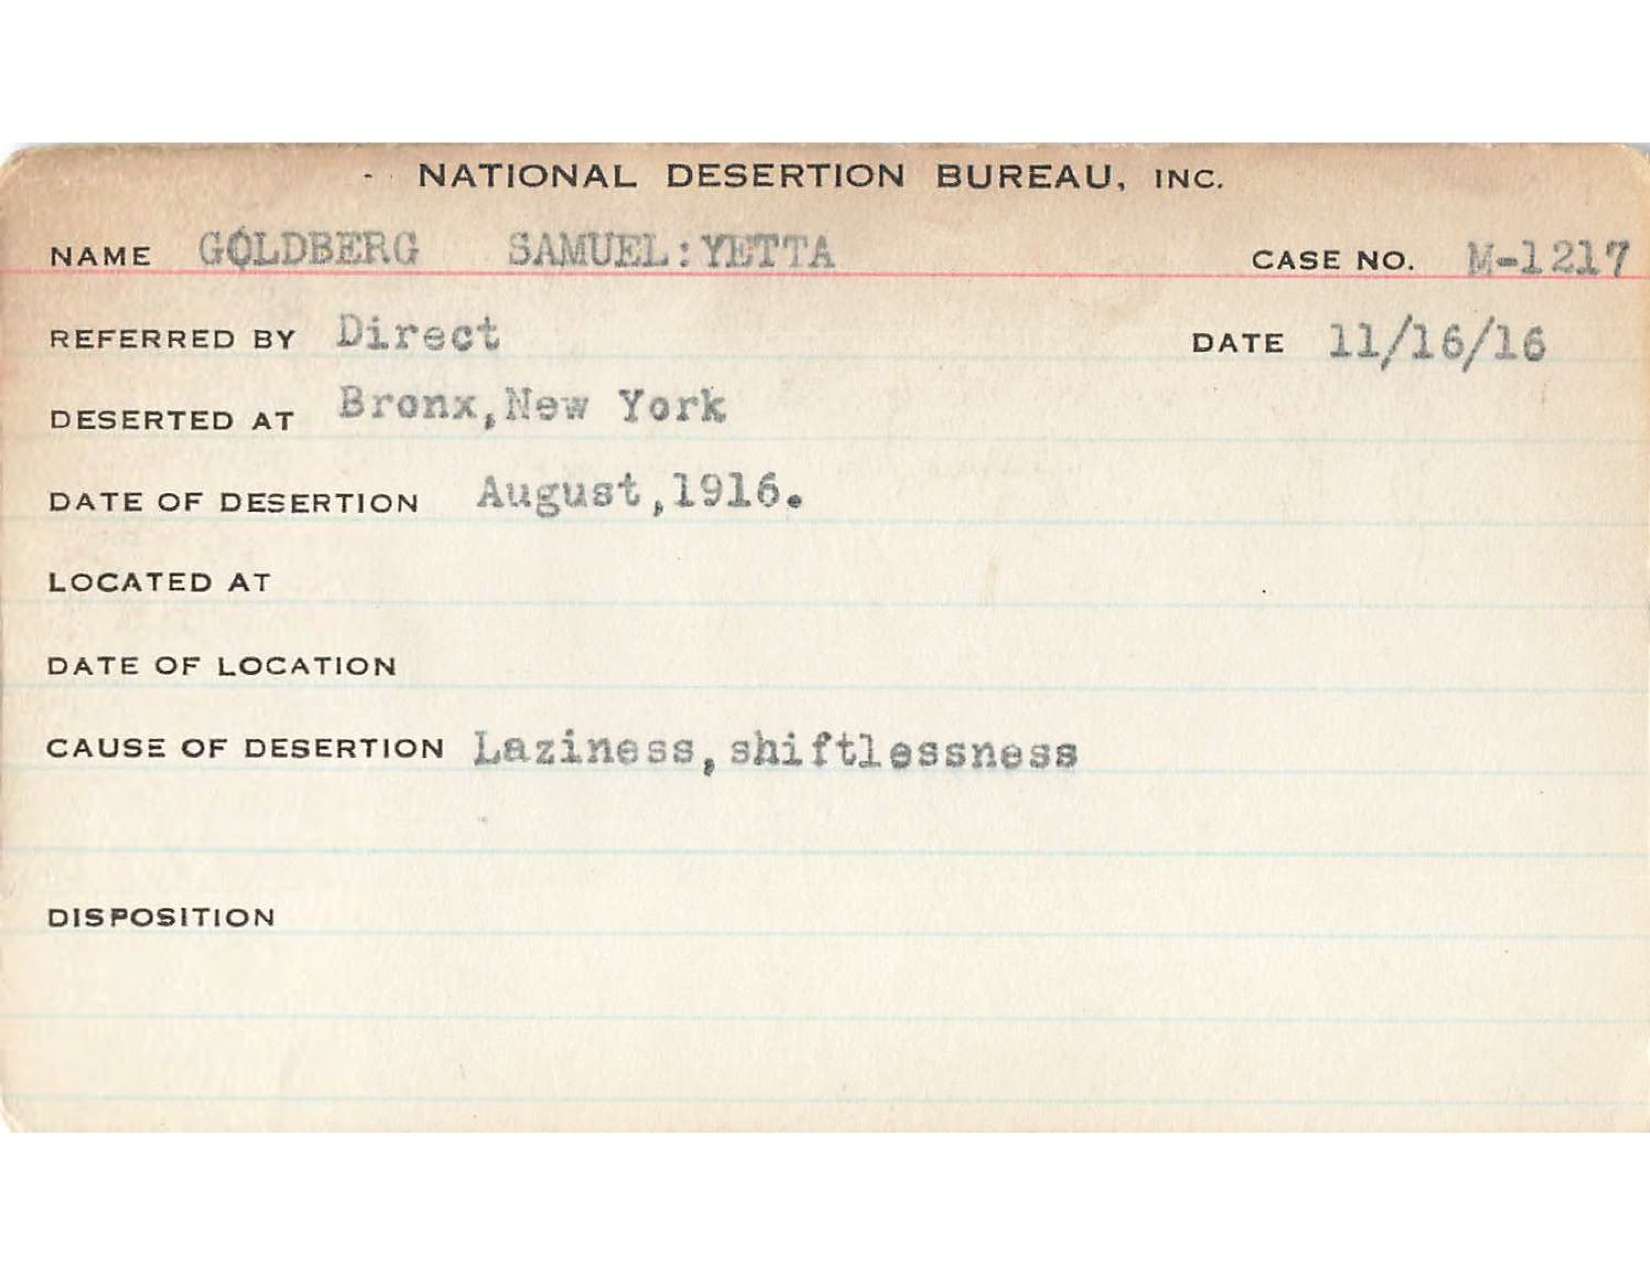 NATIONAL DESERTION BUREAU, INC.
NAME GOLDBERG SAMUEL:YETTA CASE NO. M-1217
REFERRED BY Direct DATE 11/16/16
DESERTED AT Bronx,New York
DATE OF DESERTION August,1916.
LOCATED AT
DATE OF LOCATION
CAUSE OF DESERTION Laziness,shiftlessness
DISPOSITION